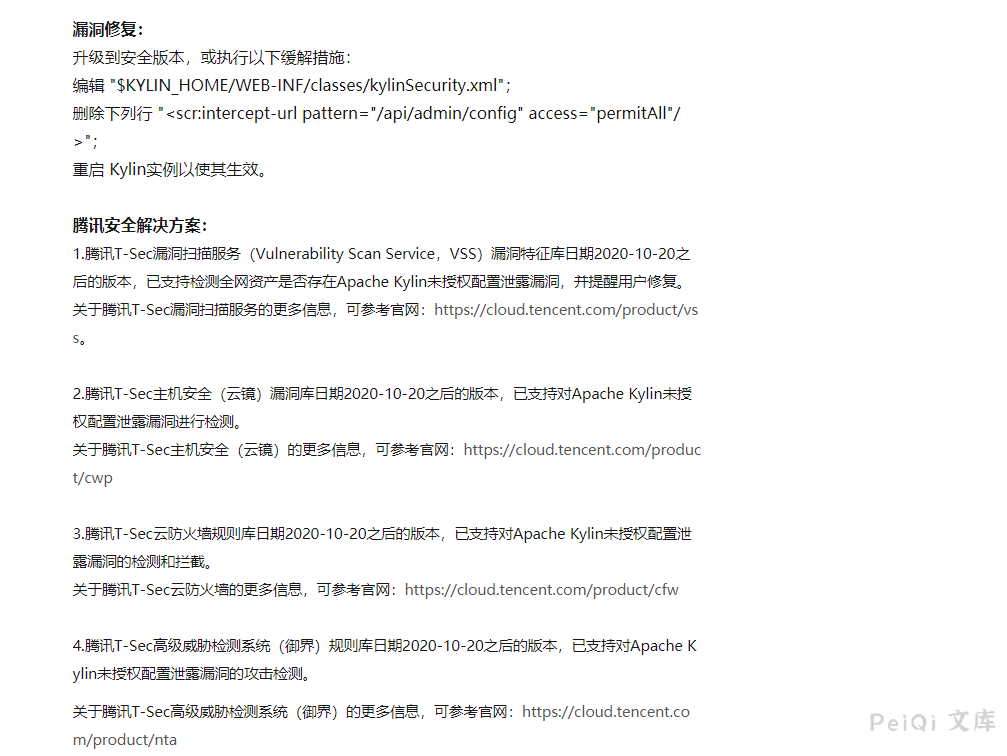 漏洞修复：
升级到安全版本，或执行以下缓解措施：
编辑 "$KYLIN_HOME/WEB-INF/classes/kylinSecurity.xml";
删除下列行 "<scr:intercept-url pattern="/api/admin/config" access="permitAll"/
>";
重启 Kylin实例以使其生效。
腾讯安全解决方案：
1.腾讯T-Sec漏洞扫描服务（Vulnerability Scan Service，VSS）漏洞特征库日期2020-10-20之
后的版本，已支持检测全网资产是否存在Apache Kylin未授权配置泄露漏洞，并提醒用户修复。
关于腾讯T-Sec漏洞扫描服务的更多信息，可参考官网：https://cloud.tencent.com/product/vs
s。
2.腾讯T-Sec主机安全（云镜）漏洞库日期2020-10-20之后的版本，已支持对Apache Kylin未授
权配置泄露漏洞进行检测。
关于腾讯T-Sec主机安全（云镜）的更多信息，可参考官网：https://cloud.tencent.com/produc
t/cwp
3.腾讯T-Sec云防火墙规则库日期2020-10-20之后的版本，已支持对Apache Kylin未授权配置泄
露漏洞的检测和拦截。
关于腾讯T-Sec云防火墙的更多信息，可参考官网：https://cloud.tencent.com/product/cfw
4.腾讯T-Sec高级威胁检测系统（御界）规则库日期2020-10-20之后的版本，已支持对Apache K
ylin未授权配置泄露漏洞的攻击检测。
关于腾讯T-Sec高级威胁检测系统（御界）的更多信息，可参考官网：https://cloud.tencent.co
m/product/nta
PeiQi 文库